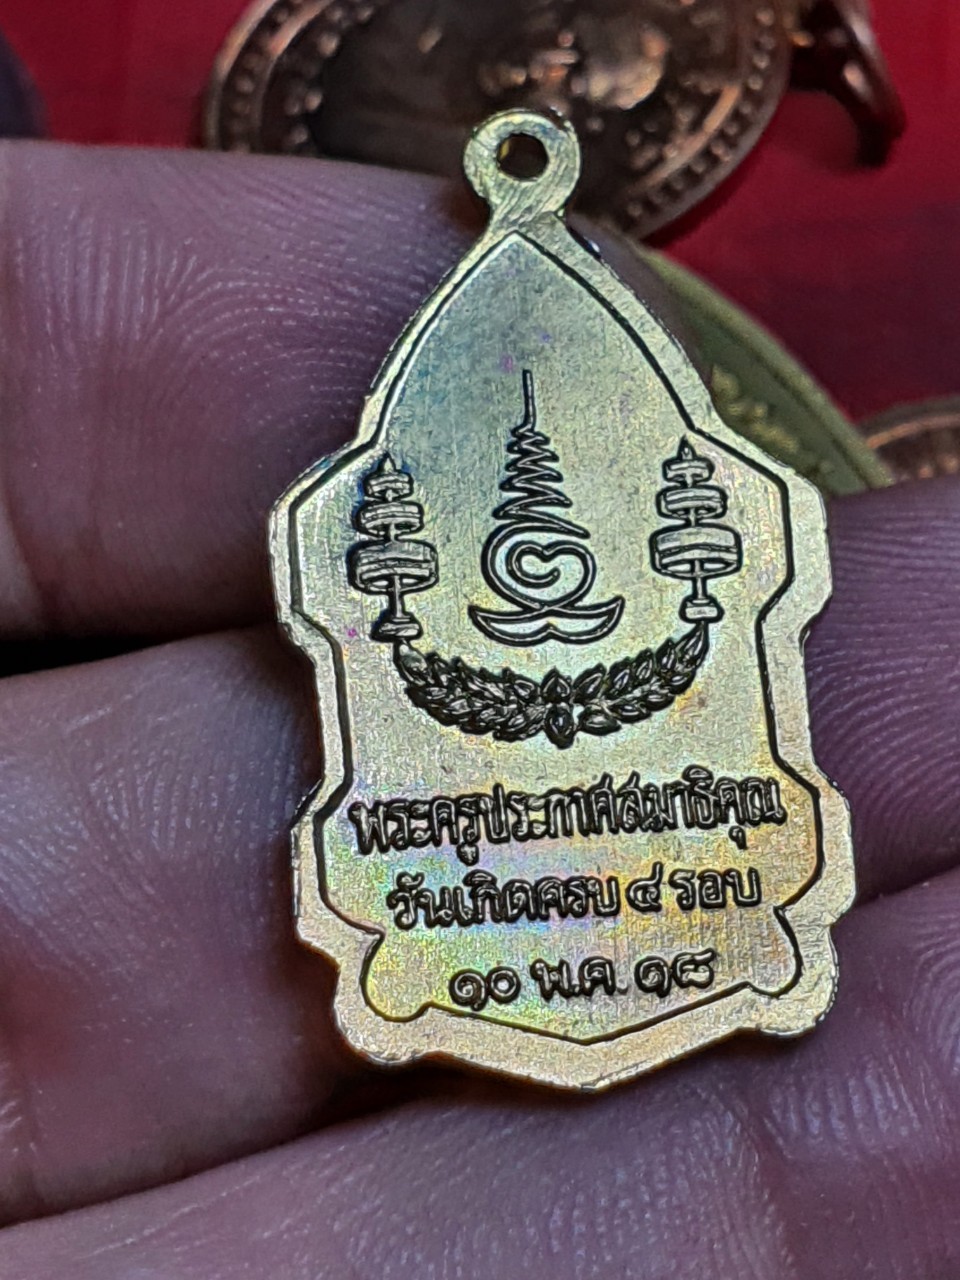 พระครูประกาศสมาธิคุณ
วันเกิดครบ ๔ รอบ
๑๐ พ.ค. ๑๘